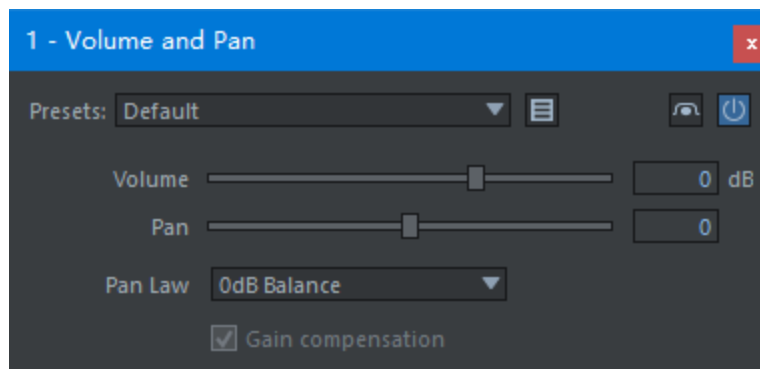 1 - Volume and Pan
x
Presets: Default
Volume 0 dB
Pan 0
Pan Law 0dB Balance
Gain compensation